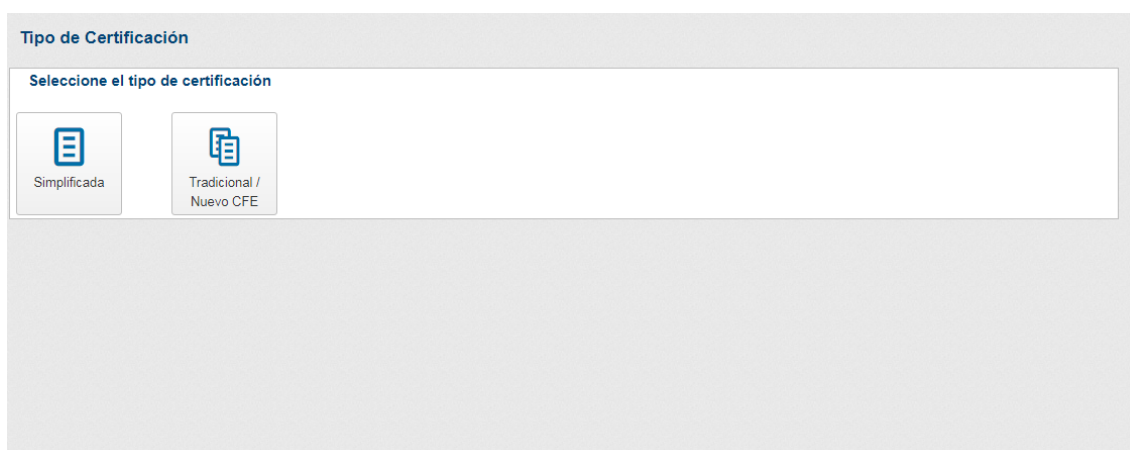 Tipo de Certificación
Seleccione el tipo de certificación
Simplificada
Tradicional /
Nuevo CFE